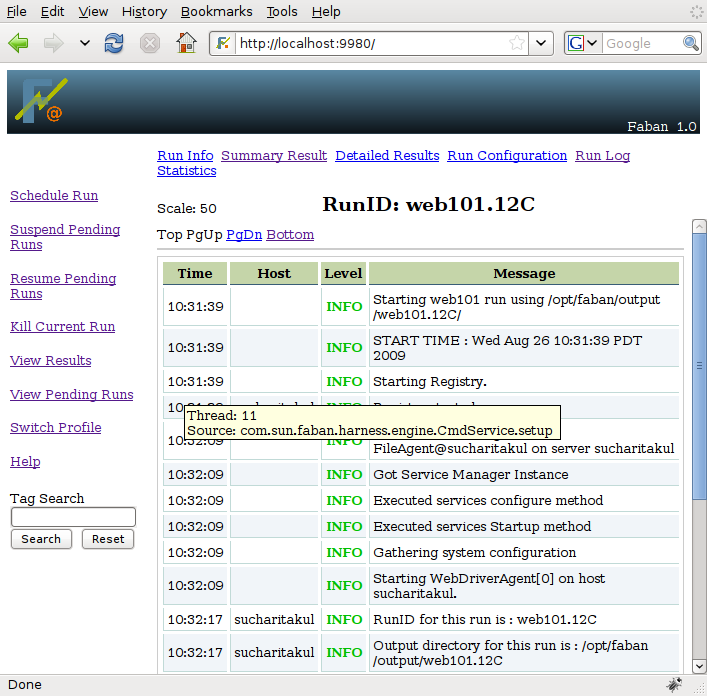 File Edit View History Bookmarks Tools Help
http://localhost:9980/
G Google
@
Faban 1.0
Run Info Summary Result Detailed Results Run Configuration Run Log
Statistics
Schedule Run
Suspend Pending
Runs
Resume Pending
Runs
Kill Current Run
View Results
View Pending Runs
Switch Profile
Help
Tag Search
Search Reset
Scale: 50
RunID: web101.12C
Top PgUp PgDn Bottom
Time Host Level Message
10:31:39 INFO Starting web101 run using /opt/faban/output
/web101.12C/
10:31:39 INFO START TIME : Wed Aug 26 10:31:39 PDT
2009
10:31:39 INFO Starting Registry.
Thread: 11
Source: com.sun.faban.harness.engine.CmdService.setup
10:32:09 INFO
FileAgent@sucharitakul on server sucharitakul
10:32:09 INFO Got Service Manager Instance
10:32:09 INFO Executed services configure method
10:32:09 INFO Executed services Startup method
10:32:09 INFO Gathering system configuration
10:32:09 INFO Starting WebDriverAgent[0] on host
sucharitakul.
10:32:17 sucharitakul INFO RunID for this run is : web101.12C
10:32:17 sucharitakul INFO Output directory for this run is : /opt/faban
/output/web101.12C
Done